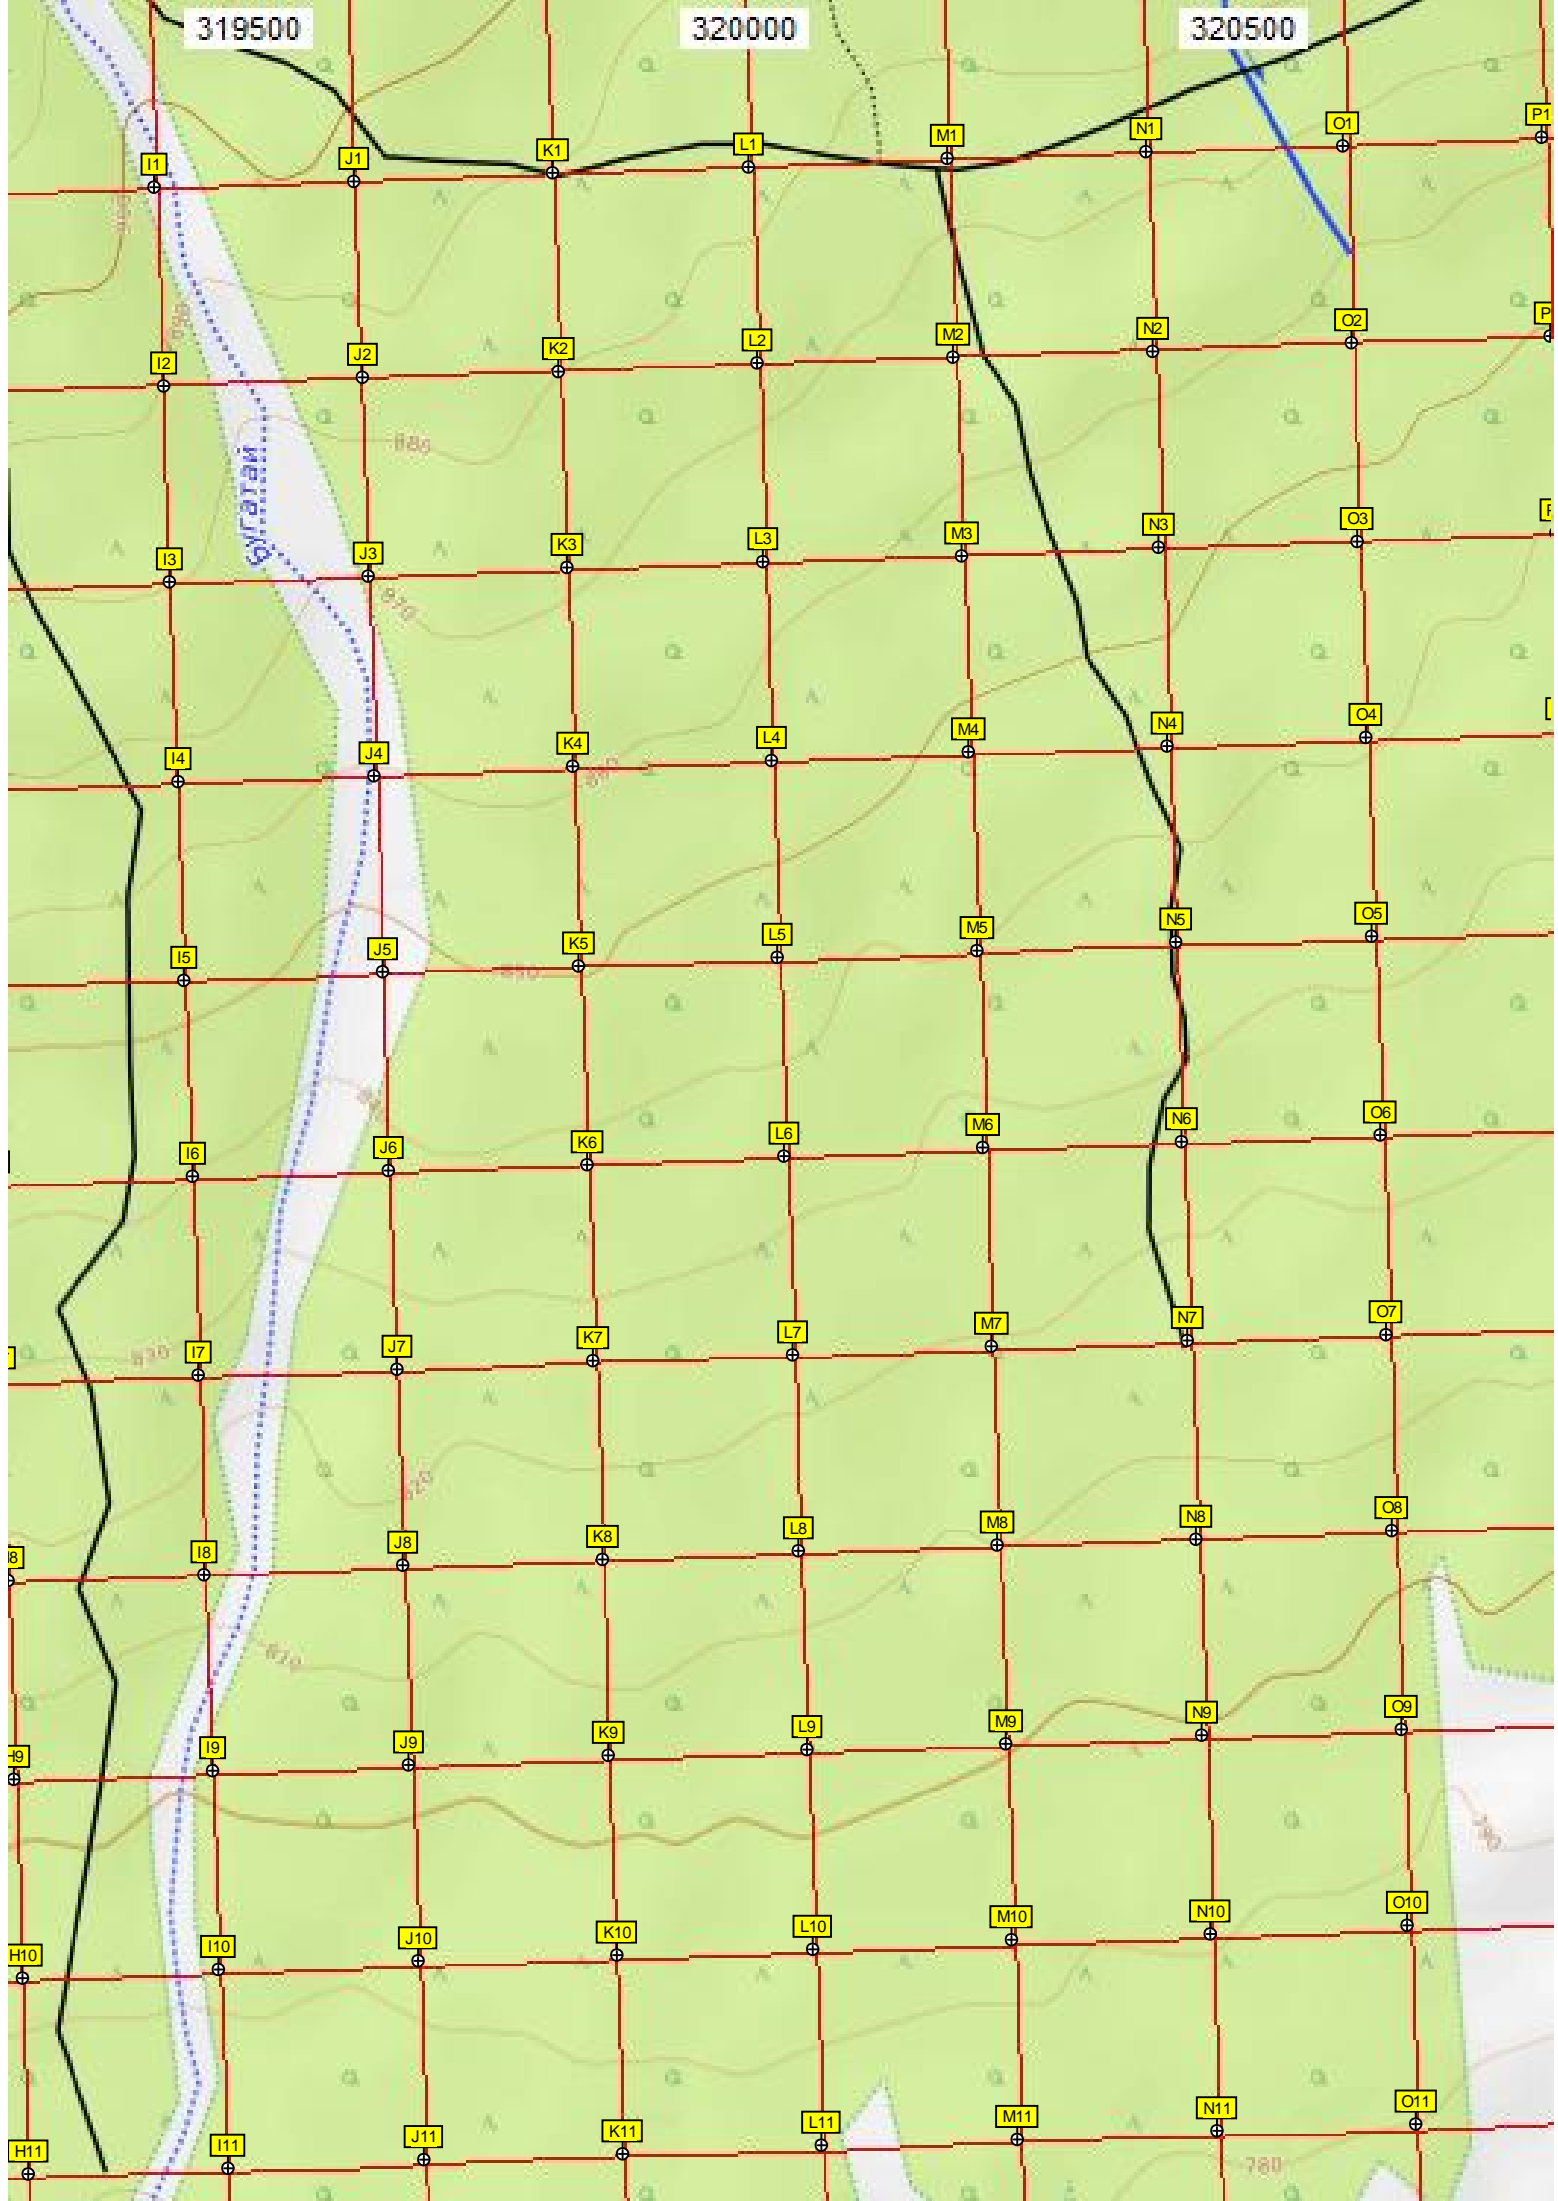 319500 320000 320500
I1 J1 K1 L1 M1 N1 O1 P1
I2 J2 K2 L2 M2 N2 O2 P
880
Бугатай
I3 J3 K3 L3 M3 N3 O3
870
I4 J4 K4 L4 M4 N4 O4
860
I5 J5 K5 L5 M5 N5 O5
850
I6 J6 K6 L6 M6 N6 O6
I7 J7 K7 L7 M7 N7 O7
830
820
8 I8 J8 K8 L8 M8 N8 O8
810
H9 I9 J9 K9 L9 M9 N9 O9
790
H10 I10 J10 K10 L10 M10 N10 O10
H11 I11 J11 K11 L11 M11 N11 O11
780